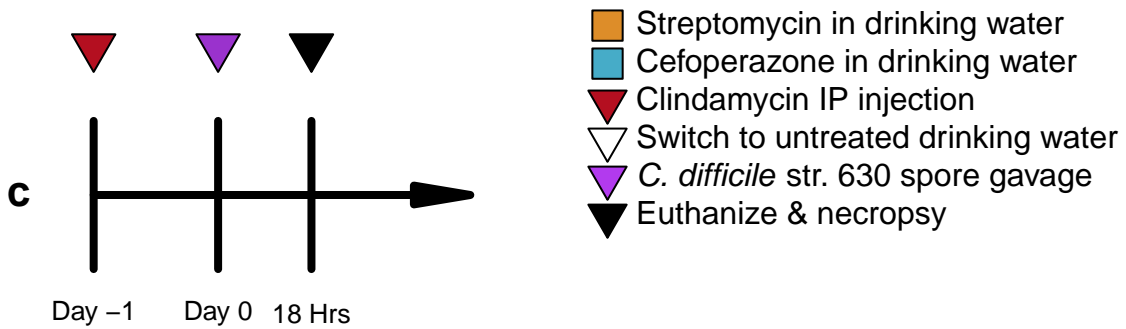 Streptomycin in drinking water
Cefoperazone in drinking water
Clindamycin IP injection
Switch to untreated drinking water
C. difficile str. 630 spore gavage
Euthanize & necropsy
c
Day −1 Day 0 18 Hrs